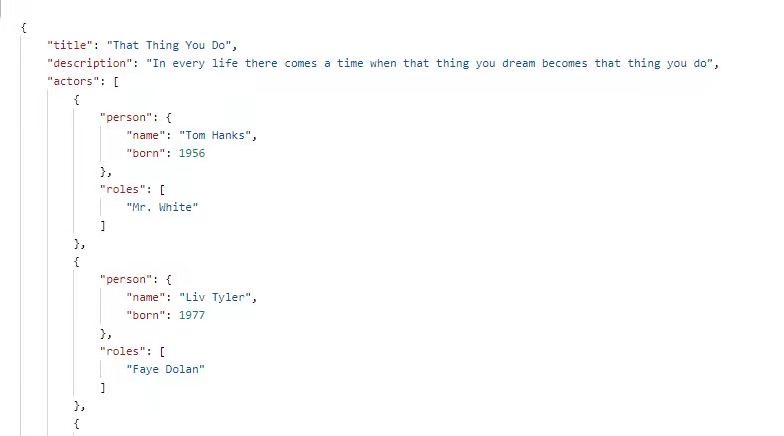 {
"title": "That Thing You Do",
"description": "In every life there comes a time when that thing you dream becomes that thing you do",
"actors": [
{
"person": {
"name": "Tom Hanks",
"born": 1956
},
"roles": [
"Mr. White"
]
},
{
"person": {
"name": "Liv Tyler",
"born": 1977
},
"roles": [
"Faye Dolan"
]
},
{